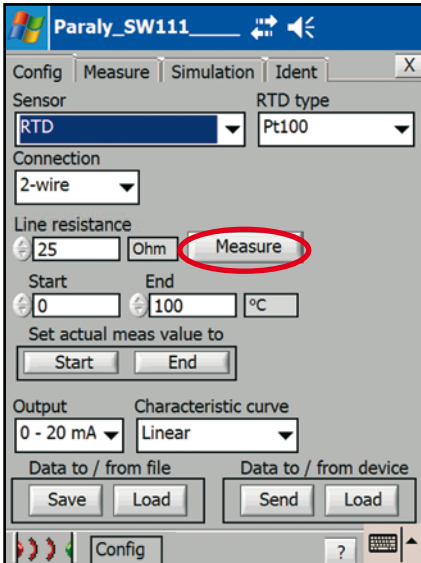 Paraly_SW111____
Config Measure Simulation Ident X
Sensor RTD type
RTD Pt100
Connection
2-wire
Line resistance
25 Ohm Measure
Start End
0 100 °C
Set actual meas value to
Start End
Output Characteristic curve
0 - 20 mA Linear
Data to / from file Data to / from device
Save Load Send Load
Config ?